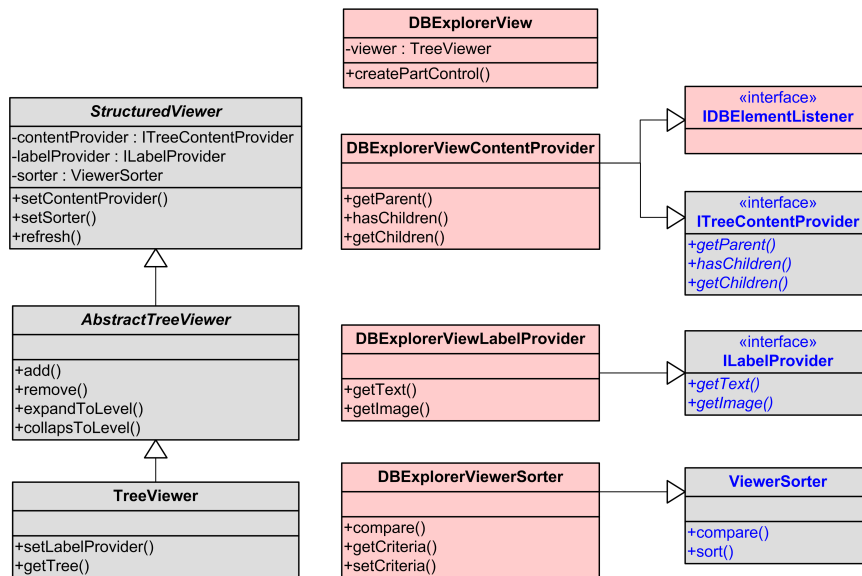 DBExplorerView
-viewer : TreeViewer
+createPartControl()
StructuredViewer
-contentProvider : ITreeContentProvider
-labelProvider : ILabelProvider
-sorter : ViewerSorter
+setContentProvider()
+setSorter()
+refresh()
AbstractTreeViewer
+add()
+remove()
+expandToLevel()
+collapsToLevel()
TreeViewer
+setLabelProvider()
+getTree()
DBExplorerViewContentProvider
+getParent()
+hasChildren()
+getChildren()
DBExplorerViewLabelProvider
+getText()
+getImage()
DBExplorerViewerSorter
+compare()
+getCriteria()
+setCriteria()
«interface»
IDBElementListener
«interface»
ITreeContentProvider
+getParent()
+hasChildren()
+getChildren()
«interface»
ILabelProvider
+getText()
+getImage()
ViewerSorter
+compare()
+sort()